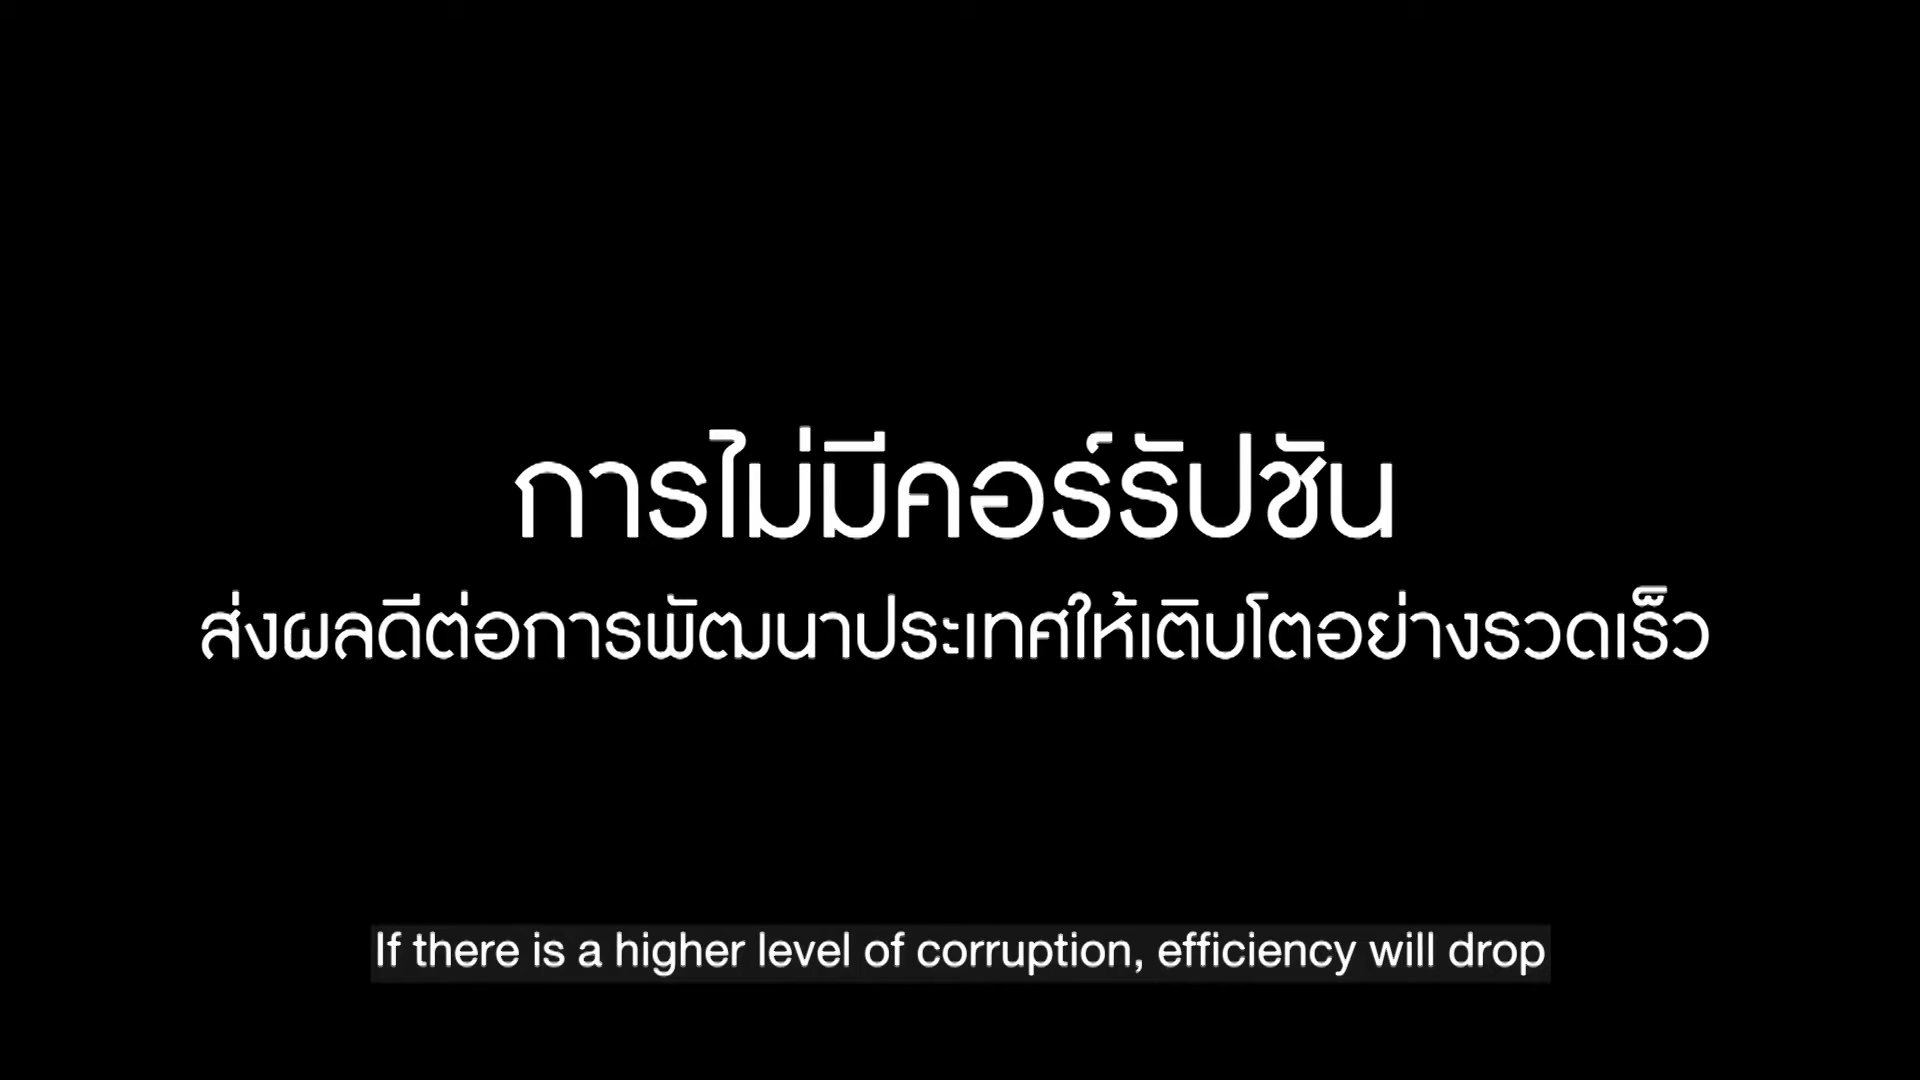 การไม่มีคอร์รัปชัน
ส่งผลดีต่อการพัฒนาประเทศให้เติบโตอย่างรวดเร็ว
If there is a higher level of corruption, efficiency will drop